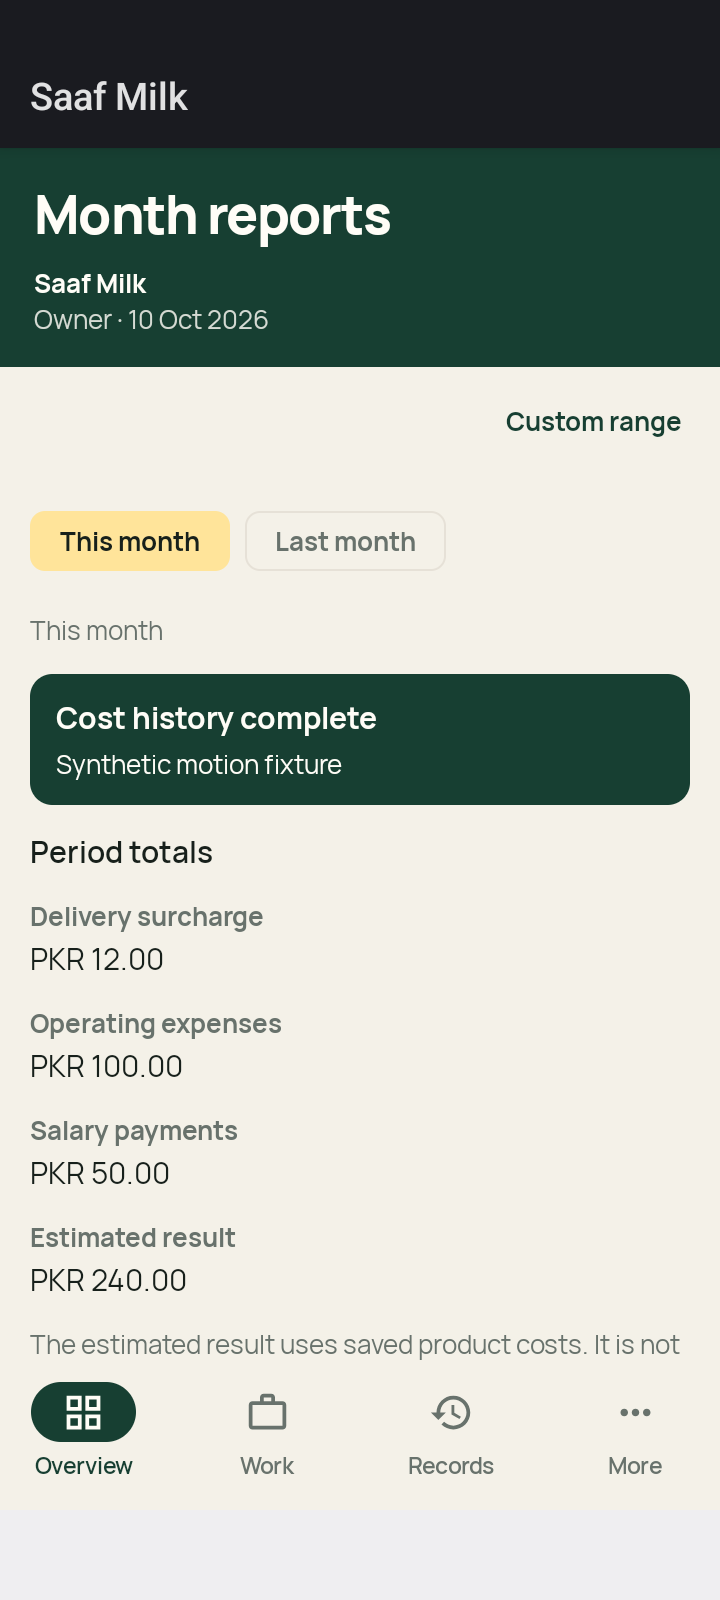 Saaf Milk
Month reports
Saaf Milk
Owner · 10 Oct 2026
Custom range
This month
Last month
This month
Cost history complete
Synthetic motion fixture
Period totals
Delivery surcharge
PKR 12.00
Operating expenses
PKR 100.00
Salary payments
PKR 50.00
Estimated result
PKR 240.00
The estimated result uses saved product costs. It is not
Overview
Work
Records
More